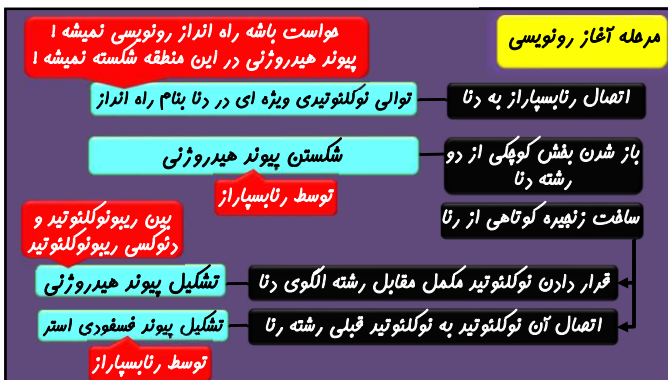 مرحله آغاز رونویسی
حواست باشه راه انداز رونویسی نمیشه !
پیوند هیدروژنی در این منطقه شکسته نمیشه !
اتصال رنابسپاراز به دنا
توالی نوکلئوتیدی ویژه ای در دنا بنام راه انداز
باز شدن بخش کوچکی از دو
رشته دنا
شکستن پیوند هیدروژنی
توسط رنابسپاراز
ساخت زنجیره کوتاهی از رنا
بین ریبونوکلئوتید و
دئوکسی ریبونوکلئوتید
قرار دادن نوکلئوتید مکمل مقابل رشته الگوی دنا
تشکیل پیوند هیدروژنی
اتصال آن نوکلئوتید به نوکلئوتید قبلی رشته رنا
تشکیل پیوند فسفودی استر
توسط رنابسپاراز